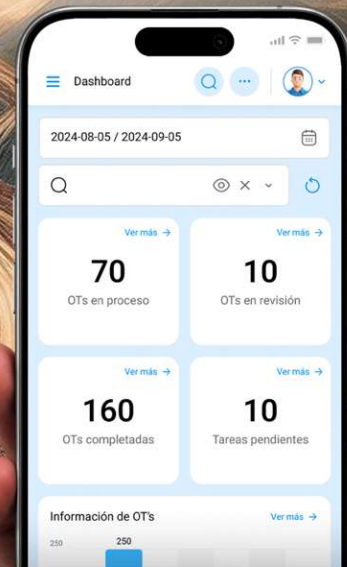 Dashboard
2024-08-05 / 2024-09-05
Ver más →
70
OTs en proceso
Ver más →
10
OTs en revisión
Ver más →
160
OTs completadas
Ver más →
10
Tareas pendientes
Información de OT's
Ver más →
250
250